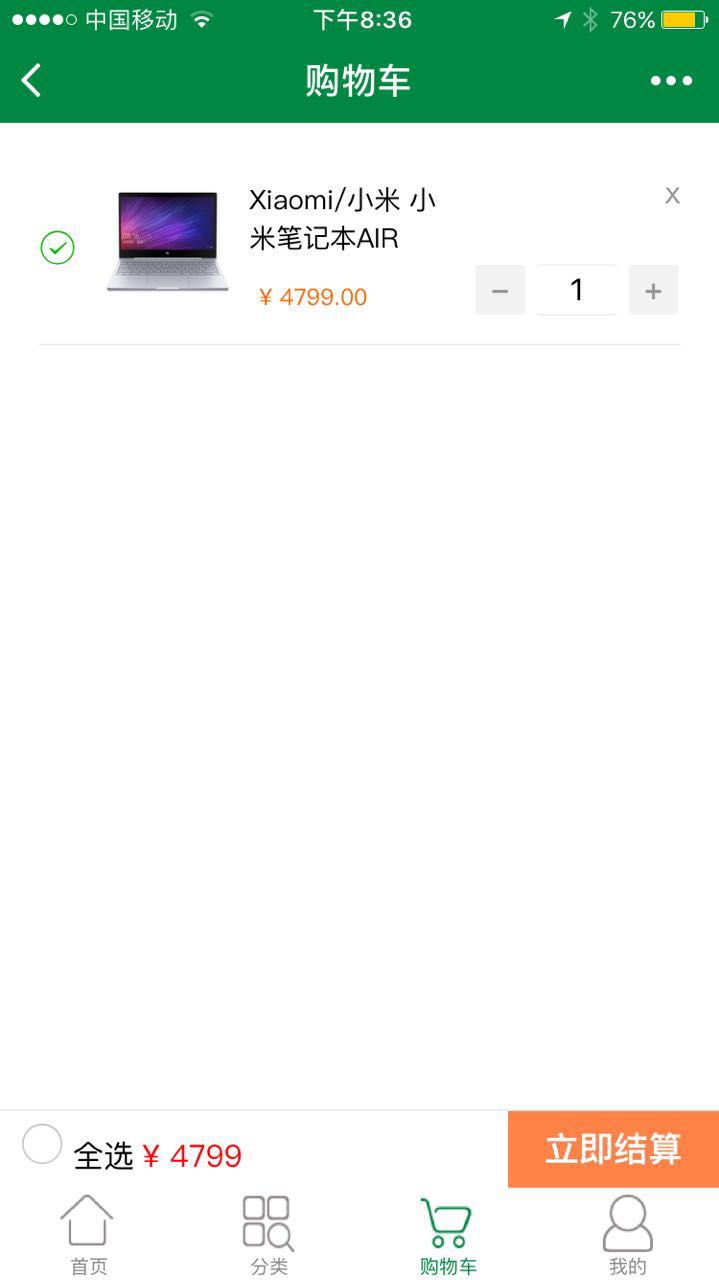 中国移动 下午8:36 76%
购物车
Xiaomi/小米 小
米笔记本AIR
X
¥ 4799.00
− 1 +
全选 ¥ 4799
立即结算
首页 分类 购物车 我的